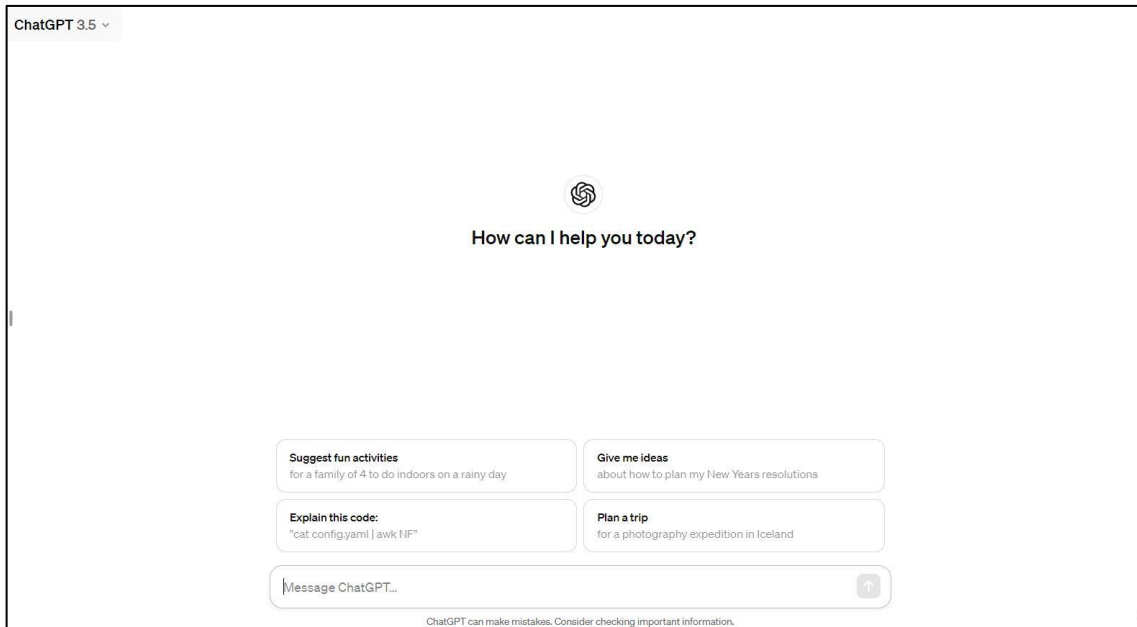 ChatGPT 3.5
How can I help you today?
Suggest fun activities
for a family of 4 to do indoors on a rainy day
Give me ideas
about how to plan my New Years resolutions
Explain this code:
"cat config.yaml | awk NF"
Plan a trip
for a photography expedition in Iceland
Message ChatGPT...
ChatGPT can make mistakes. Consider checking important information.